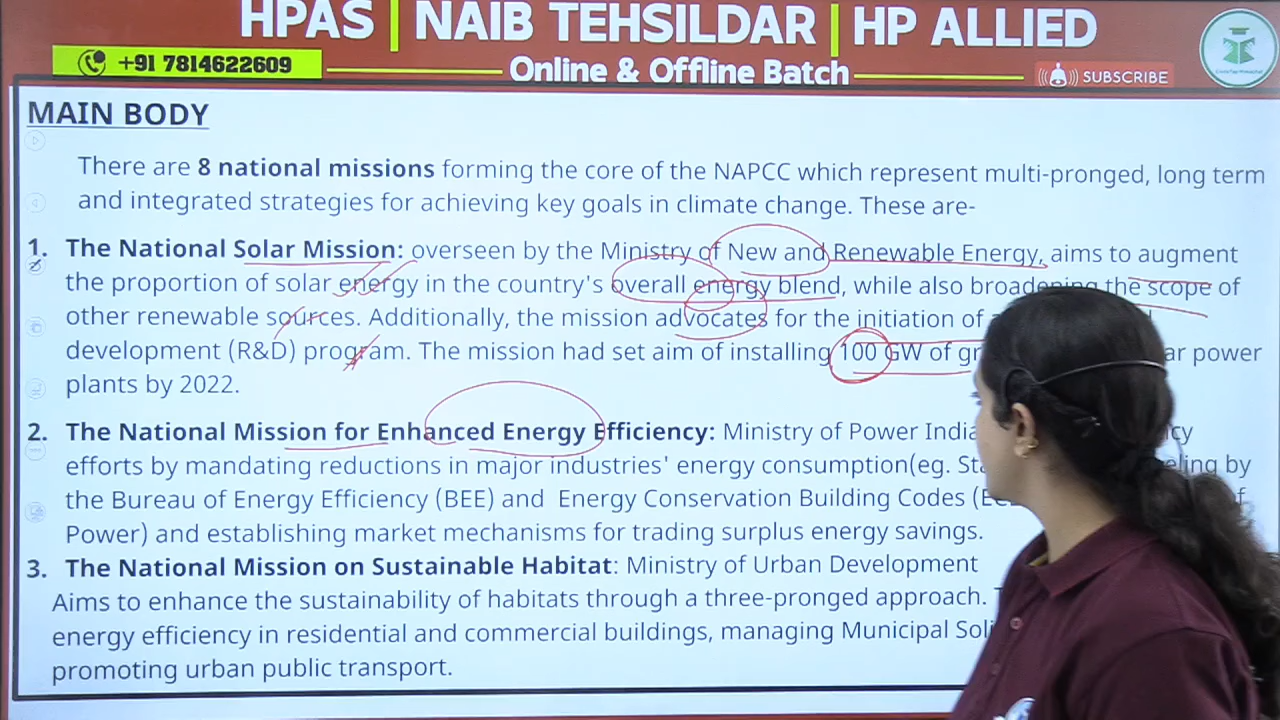 HPAS | NAIB TEHSILDAR | HP ALLIED
+91 7814622609
Online & Offline Batch
SUBSCRIBE
MAIN BODY
There are 8 national missions forming the core of the NAPCC which represent multi-pronged, long term
and integrated strategies for achieving key goals in climate change. These are-
1. The National Solar Mission: overseen by the Ministry of New and Renewable Energy, aims to augment
the proportion of solar energy in the country's overall energy blend, while also broadening the scope of
other renewable sources. Additionally, the mission advocates for the initiation of
development (R&D) program. The mission had set aim of installing 100 GW of power
plants by 2022.
2. The National Mission for Enhanced Energy Efficiency: Ministry of Power
efforts by mandating reductions in major industries' energy consumption(eg. by
the Bureau of Energy Efficiency (BEE) and Energy Conservation Building Codes
Power) and establishing market mechanisms for trading surplus energy savings.
3. The National Mission on Sustainable Habitat: Ministry of Urban Development
Aims to enhance the sustainability of habitats through a three-pronged approach.
energy efficiency in residential and commercial buildings, managing Municipal
promoting urban public transport.